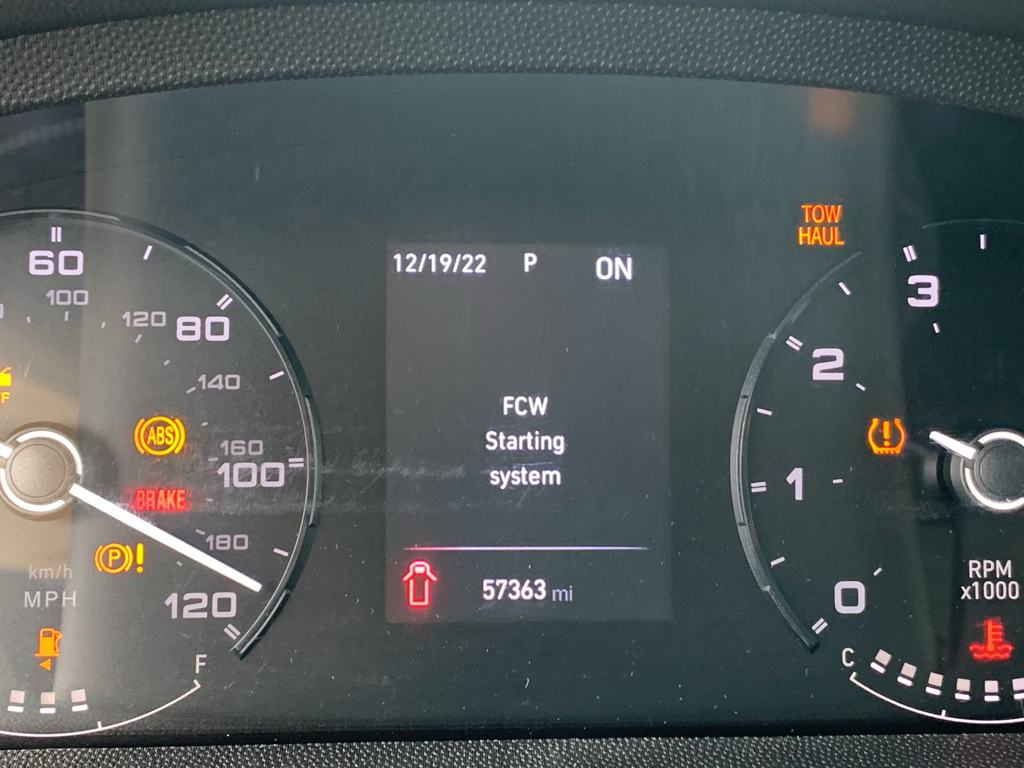 TOW
HAUL
12/19/22 P ON
60
100
120
80
3
2
140
FCW
ABS
Starting
160
100
system
1
BRAKE
180
P!
km/h
MPH
120
57363 mi
0
RPM
x1000
F
C